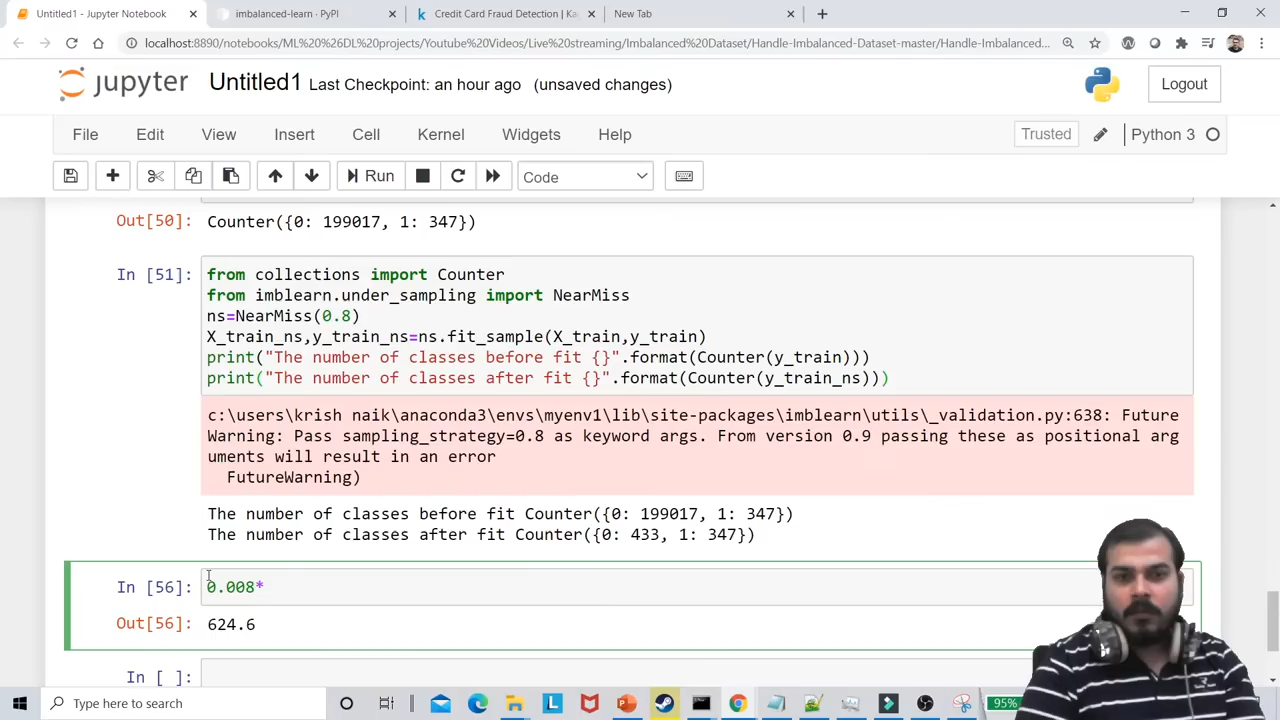 Untitled1 - Jupyter Notebook
imbalanced-learn · PyPI
Credit Card Fraud Detection | Ka
New Tab
localhost:8890/notebooks/ML%20%26DL%20projects/Youtube%20Videos/Live%20streaming/Imbalanced%20Dataset/Handle-Imbalanced-Dataset-master/Handle-Imbalanced...
jupyter Untitled1 Last Checkpoint: an hour ago (unsaved changes)
Logout
File Edit View Insert Cell Kernel Widgets Help
Trusted
Python 3
Run
Code
Out[50]: Counter({0: 199017, 1: 347})
In [51]: from collections import Counter
from imblearn.under_sampling import NearMiss
ns=NearMiss(0.8)
X_train_ns,y_train_ns=ns.fit_sample(X_train,y_train)
print("The number of classes before fit {}".format(Counter(y_train)))
print("The number of classes after fit {}".format(Counter(y_train_ns)))
c:\users\krish naik\anaconda3\envs\myenv1\lib\site-packages\imblearn\utils\_validation.py:638: Future
Warning: Pass sampling_strategy=0.8 as keyword args. From version 0.9 passing these as positional arg
uments will result in an error
FutureWarning)
The number of classes before fit Counter({0: 199017, 1: 347})
The number of classes after fit Counter({0: 433, 1: 347})
In [56]: 0.008*
Out[56]: 624.6
In [ ]:
Type here to search
95%